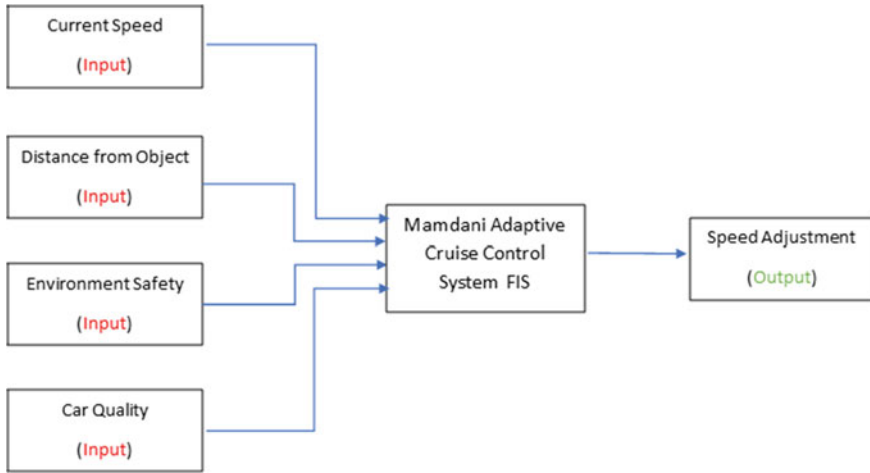 Current Speed
(Input)
Distance from Object
(Input)
Environment Safety
(Input)
Car Quality
(Input)
Mamdani Adaptive
Cruise Control
System FIS
Speed Adjustment
(Output)